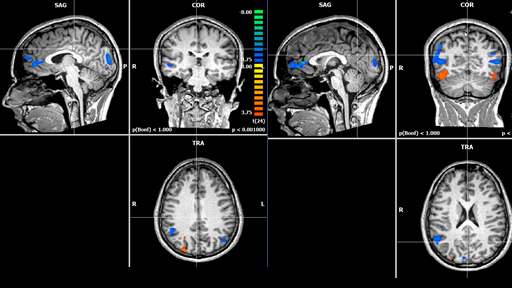 SAG
COR
-8.00
P
R
-3.75
3.00
3.75
t(24)
p(Bonf) < 1.000
p < 0.001000
TRA
R
L
SAG
COR
P
R
p(Bonf) < 1.000
p <
TRA
R